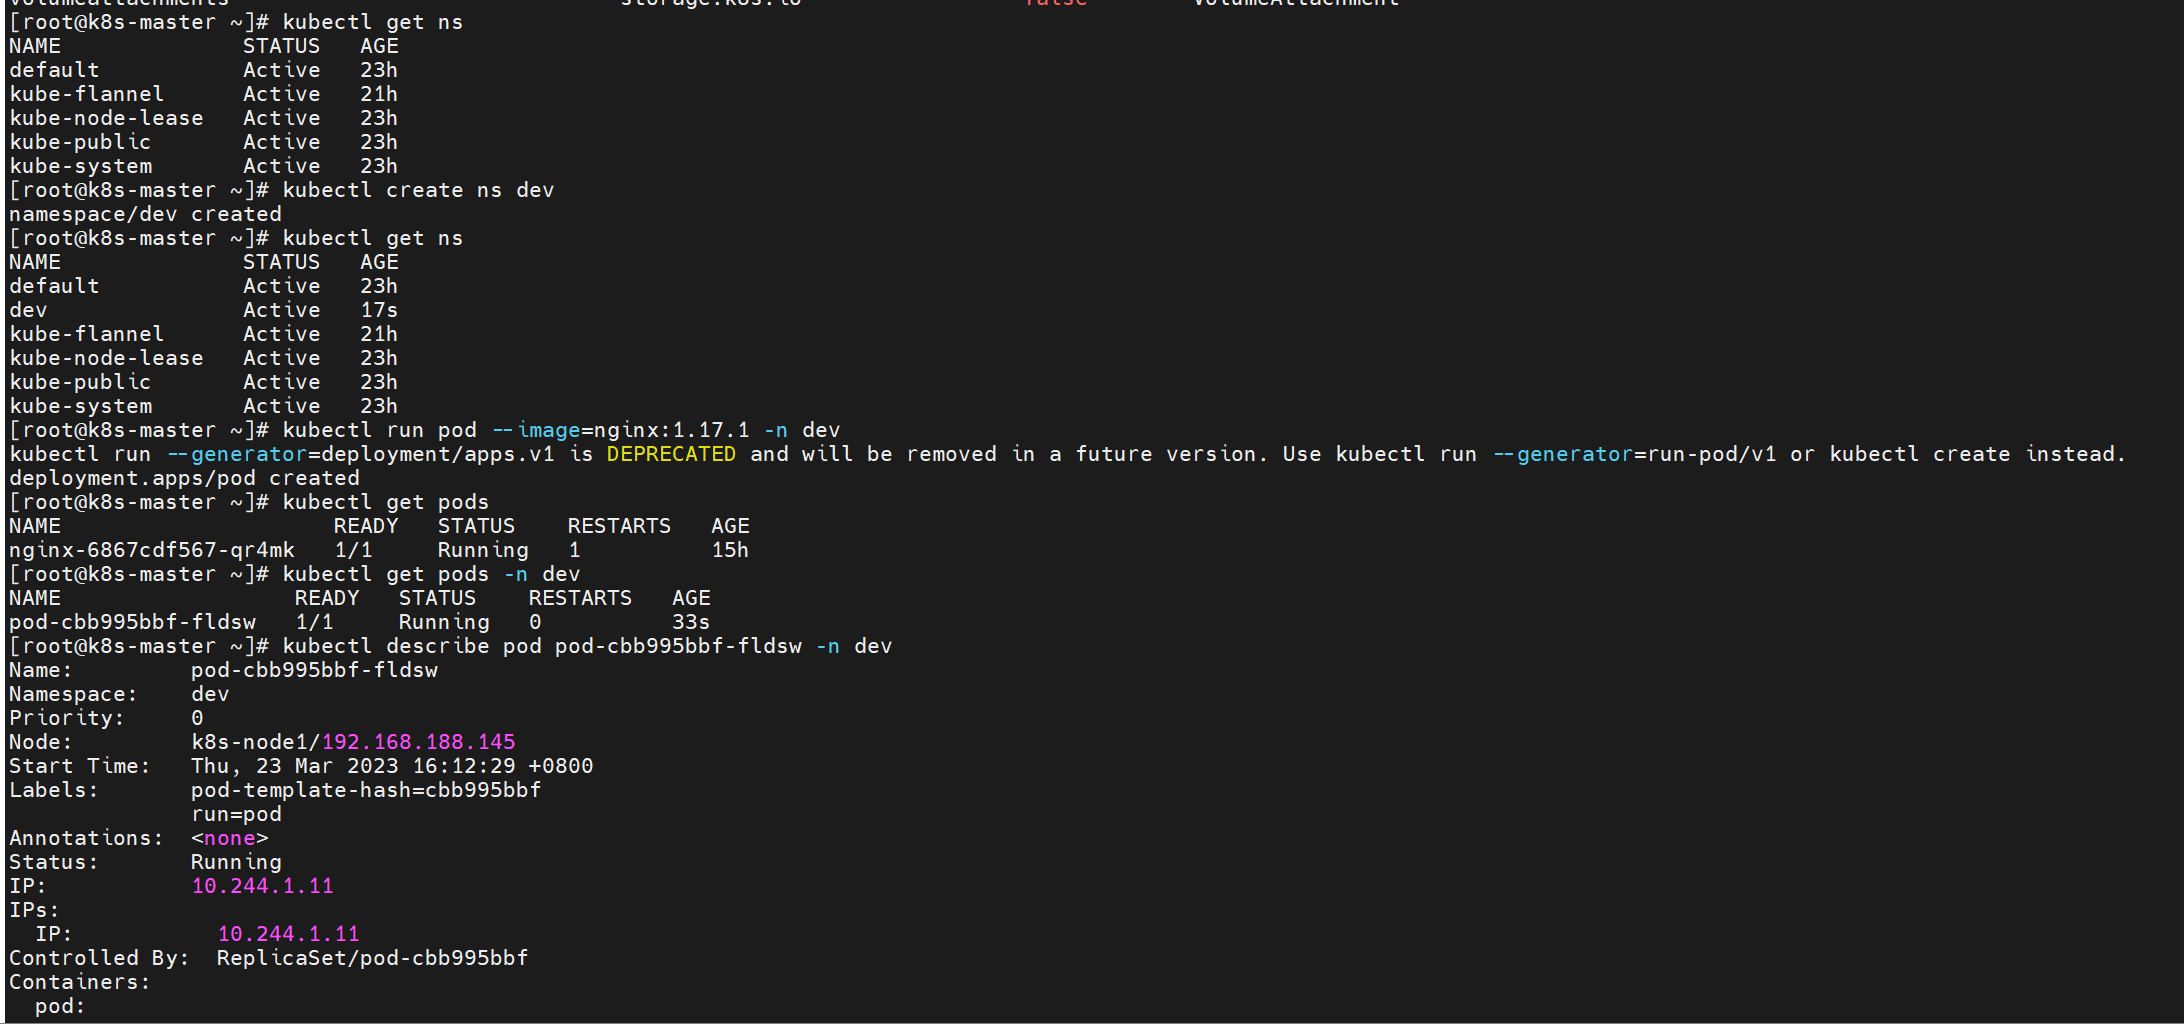 volumeattachments                              storage.k8s.io                 false        VolumeAttachment
[root@k8s-master ~]# kubectl get ns
NAME              STATUS   AGE
default           Active   23h
kube-flannel      Active   21h
kube-node-lease   Active   23h
kube-public       Active   23h
kube-system       Active   23h
[root@k8s-master ~]# kubectl create ns dev
namespace/dev created
[root@k8s-master ~]# kubectl get ns
NAME              STATUS   AGE
default           Active   23h
dev               Active   17s
kube-flannel      Active   21h
kube-node-lease   Active   23h
kube-public       Active   23h
kube-system       Active   23h
[root@k8s-master ~]# kubectl run pod --image=nginx:1.17.1 -n dev
kubectl run --generator=deployment/apps.v1 is DEPRECATED and will be removed in a future version. Use kubectl run --generator=run-pod/v1 or kubectl create instead.
deployment.apps/pod created
[root@k8s-master ~]# kubectl get pods
NAME                     READY   STATUS    RESTARTS   AGE
nginx-6867cdf567-qr4mk   1/1     Running   1          15h
[root@k8s-master ~]# kubectl get pods -n dev
NAME                  READY   STATUS    RESTARTS   AGE
pod-cbb995bbf-fldsw   1/1     Running   0          33s
[root@k8s-master ~]# kubectl describe pod pod-cbb995bbf-fldsw -n dev
Name:         pod-cbb995bbf-fldsw
Namespace:    dev
Priority:     0
Node:         k8s-node1/192.168.188.145
Start Time:   Thu, 23 Mar 2023 16:12:29 +0800
Labels:       pod-template-hash=cbb995bbf
              run=pod
Annotations:  <none>
Status:       Running
IP:           10.244.1.11
IPs:
  IP:           10.244.1.11
Controlled By:  ReplicaSet/pod-cbb995bbf
Containers:
  pod: